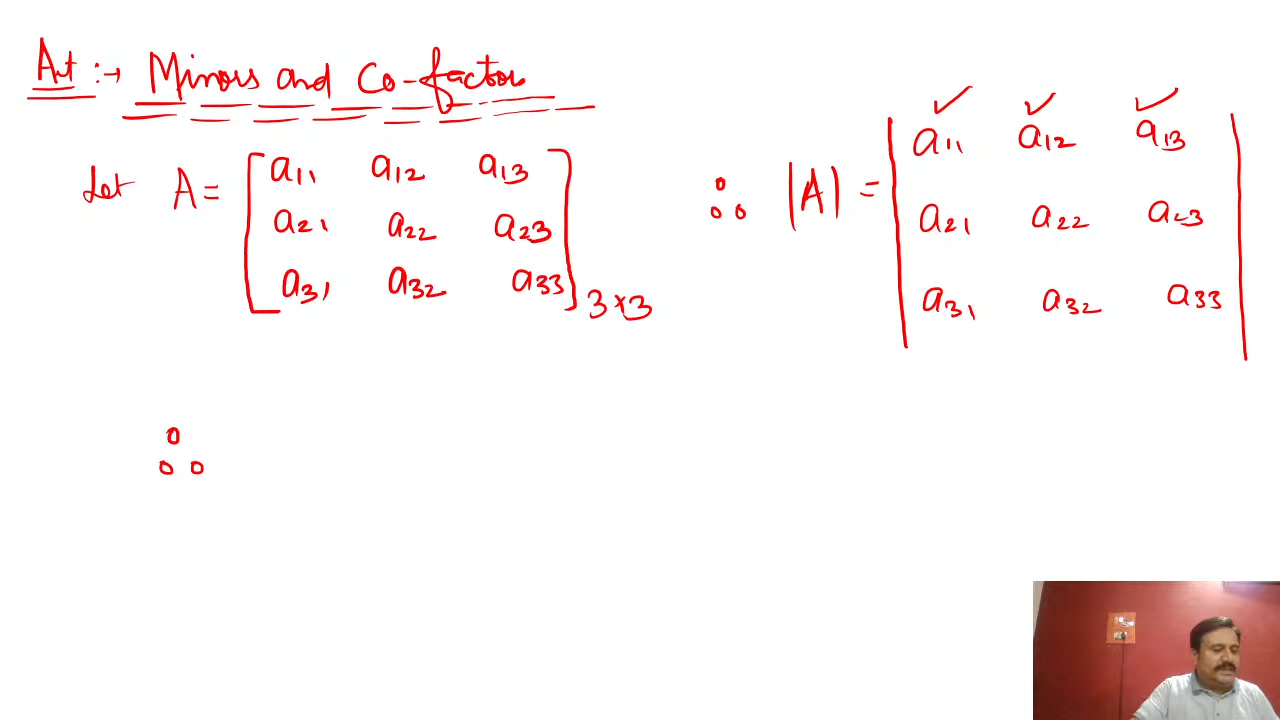 Art :→ Minors and Co-factors
Let A = [ a11 a12 a13
a21 a22 a23
a31 a32 a33 ] 3×3
∴ |A| = | a11 a12 a13
a21 a22 a23
a31 a32 a33 |
∴